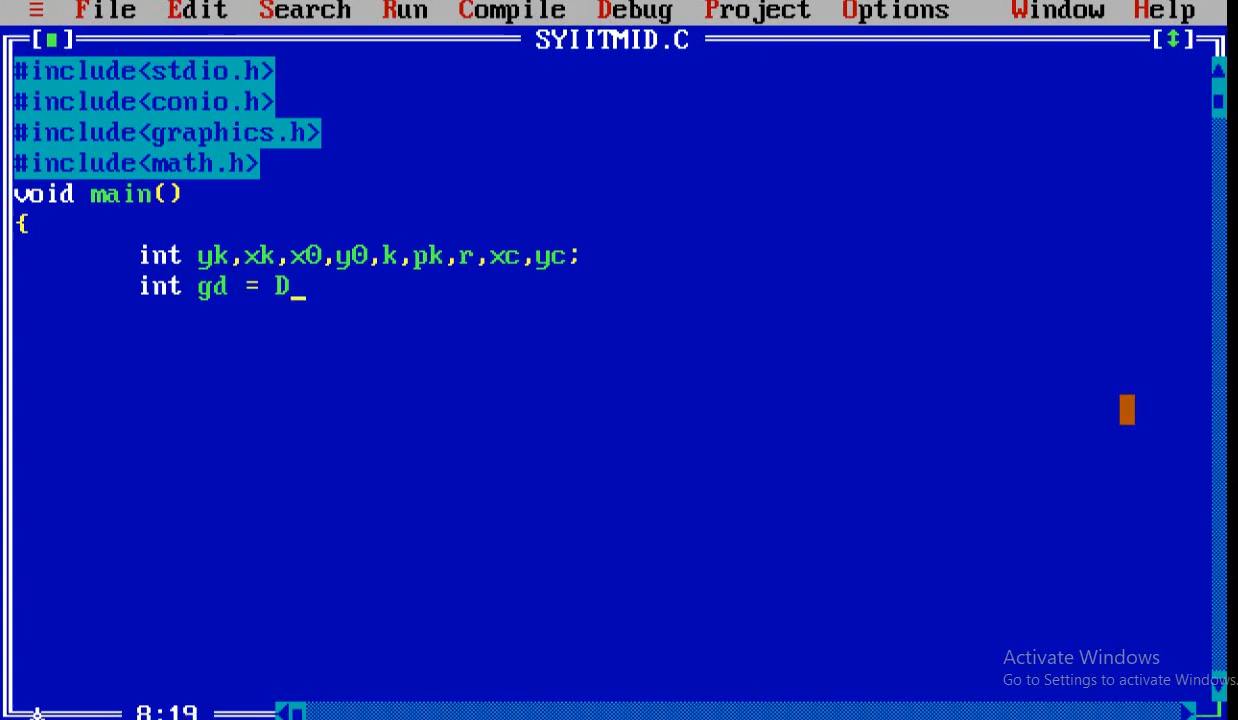 ≡ File Edit Search Run Compile Debug Project Options Window Help
[■] SYIITMID.C [↕]
#include<stdio.h>
#include<conio.h>
#include<graphics.h>
#include<math.h>
void main()
{
int yk,xk,x0,y0,k,pk,r,xc,yc;
int gd = D_
Activate Windows
Go to Settings to activate Windows.
8:19